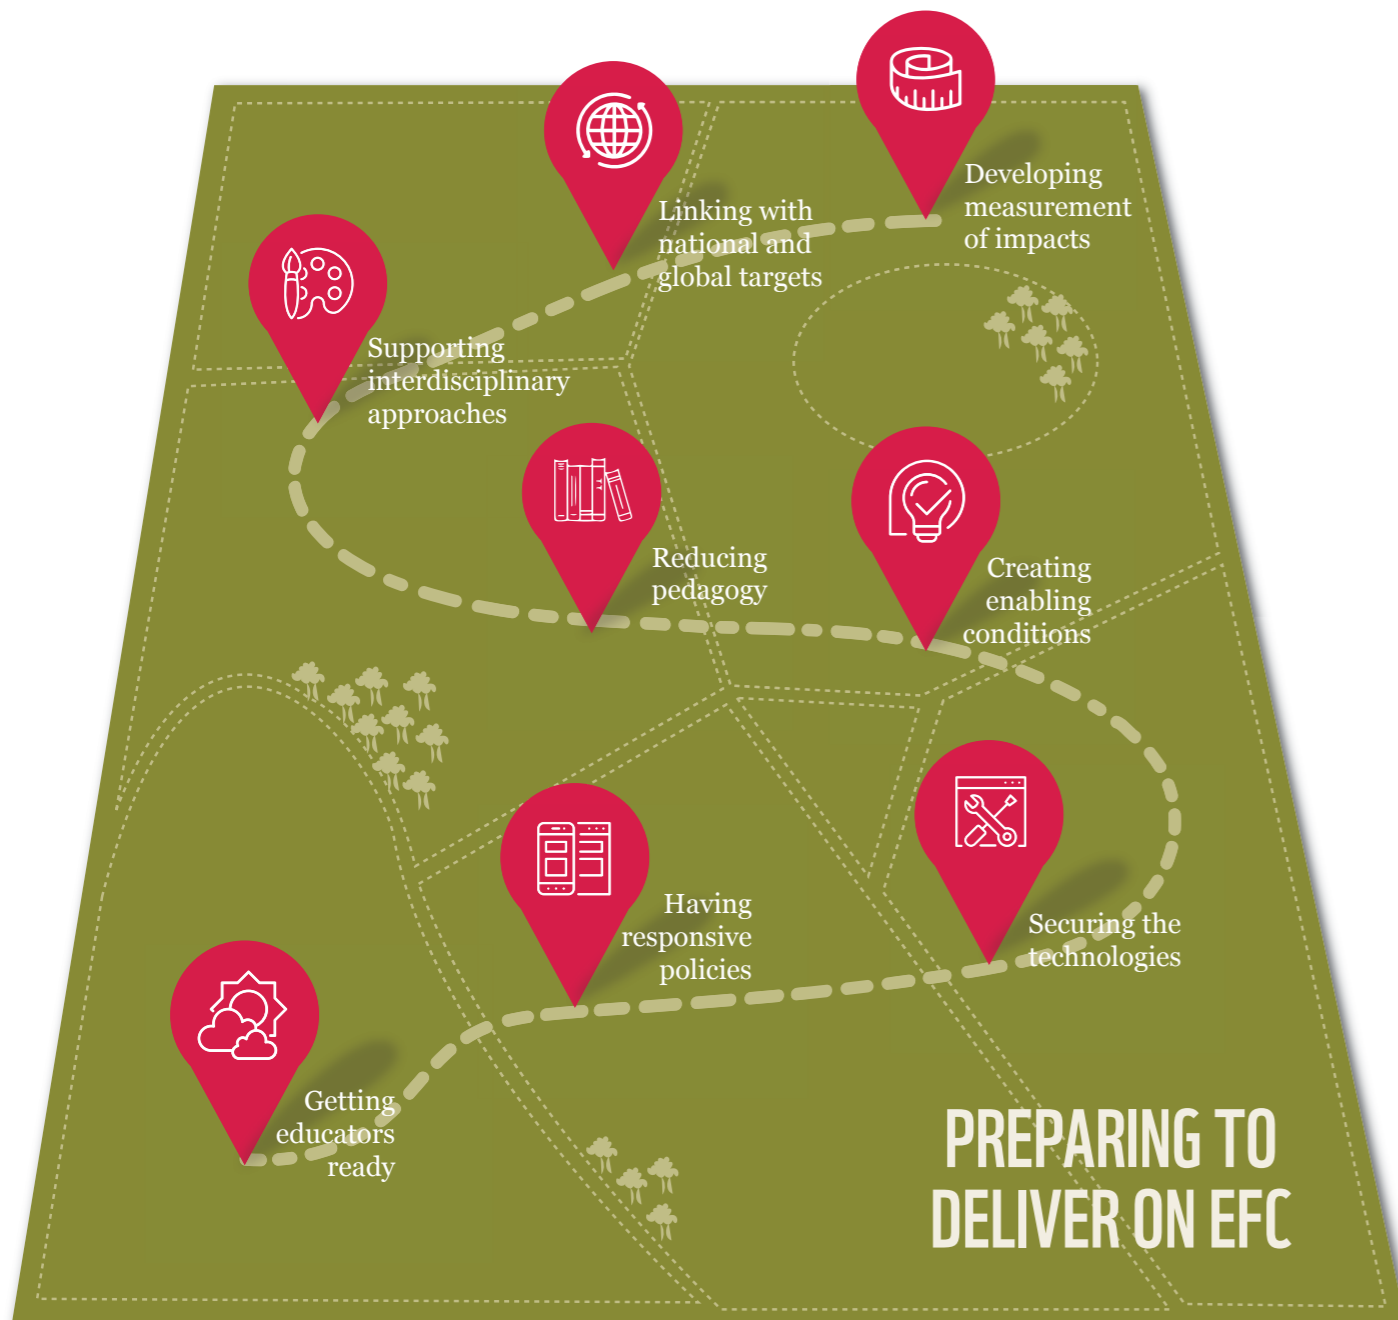 Developing
measurement
of impacts
Linking with
national and
global targets
Supporting
interdisciplinary
approaches
Reducing
pedagogy
Creating
enabling
conditions
Having
responsive
policies
Securing the
technologies
Getting
educators
ready
PREPARING TO
DELIVER ON EFC